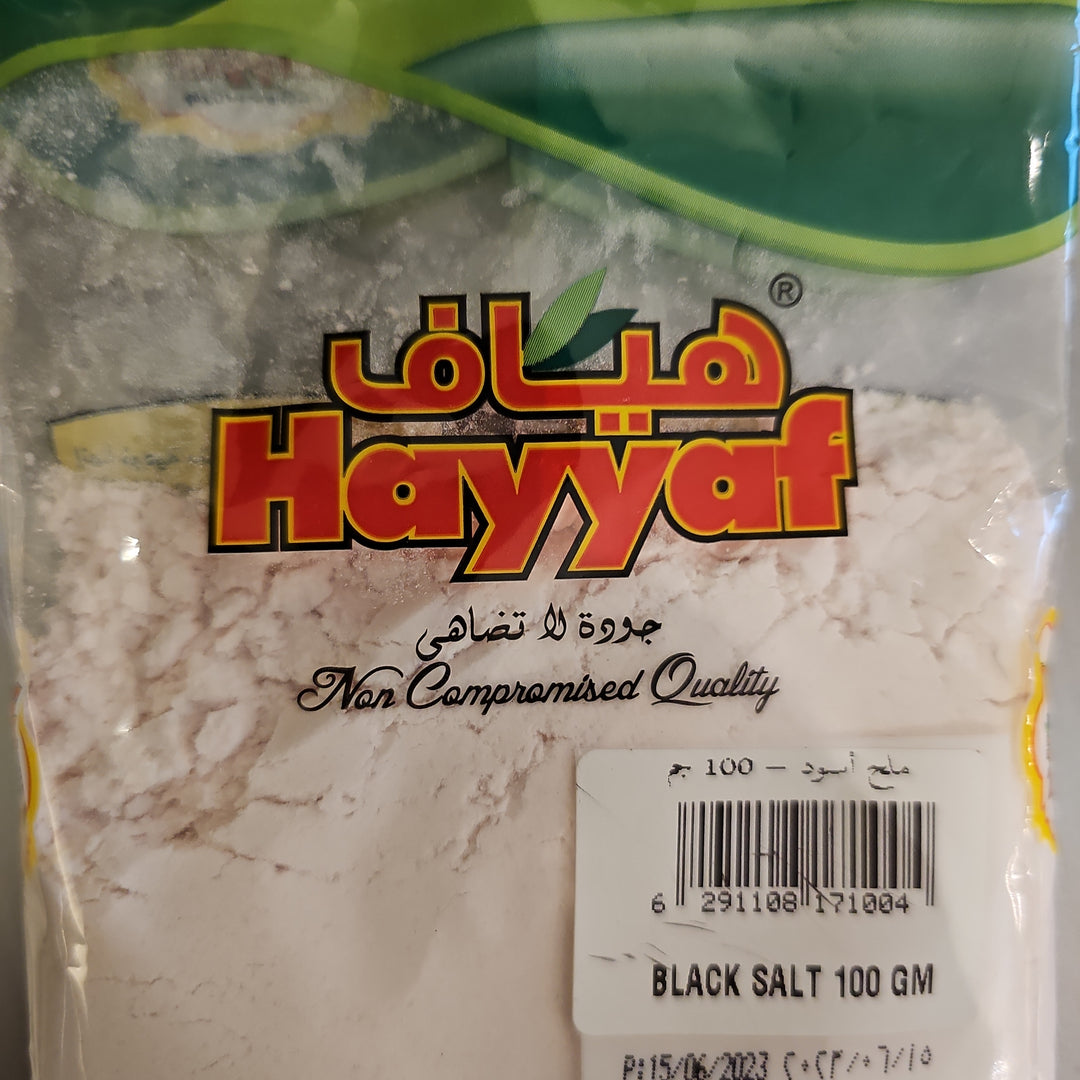 ®
هياف
Hayyaf
جودة لا تضاهى
Non Compromised Quality
ملح أسود – 100 جم
6 291108 171004
BLACK SALT 100 GM
P:15/06/2023 ٢٠٢٣/٠٦/١٥